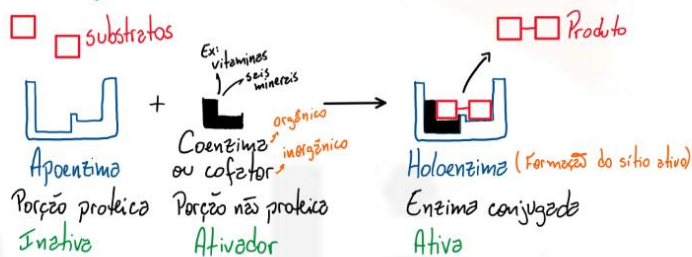 substratos
Ex:
vitaminas
sais
minerais
Produto
+
Apoenzima
Porção proteica
Inativa
Coenzima orgânico
ou cofator inorgânico
Porção não proteica
Ativador
Holoenzima (Formação do sítio ativo)
Enzima conjugada
Ativa